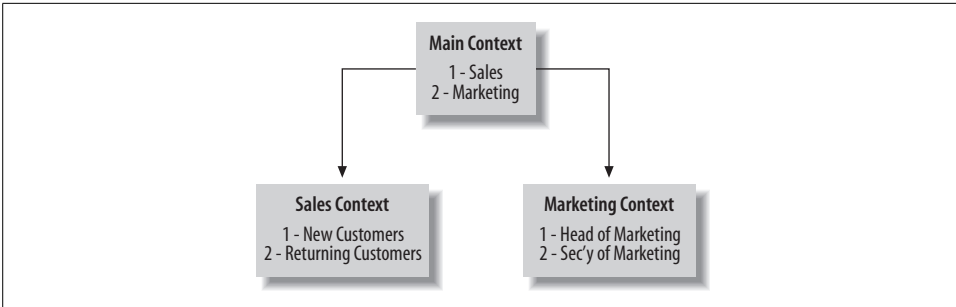 Main Context
1 - Sales
2 - Marketing
Sales Context
1 - New Customers
2 - Returning Customers
Marketing Context
1 - Head of Marketing
2 - Sec'y of Marketing